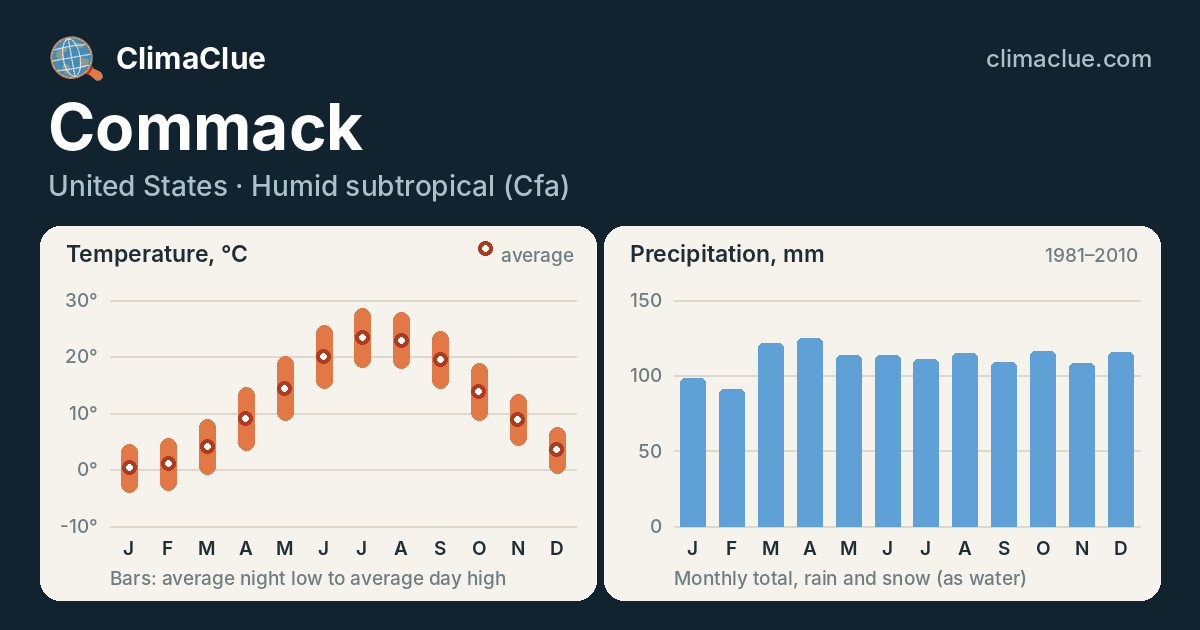 ClimaClue
climaclue.com
Commack
United States · Humid subtropical (Cfa)
Temperature, °C
average
30°
20°
10°
0°
-10°
J F M A M J J A S O N D
Bars: average night low to average day high
Precipitation, mm
1981–2010
150
100
50
0
J F M A M J J A S O N D
Monthly total, rain and snow (as water)